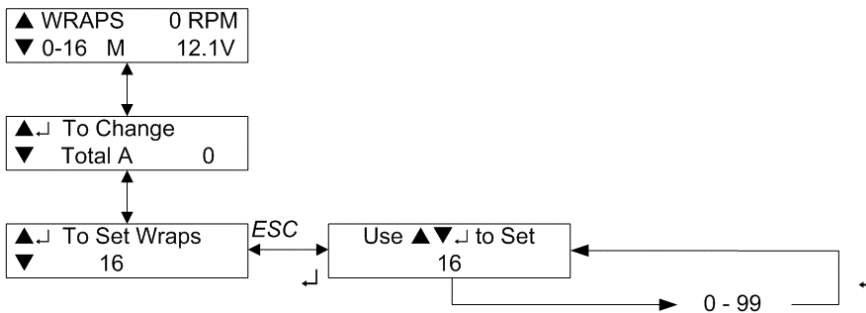 ▲ WRAPS 0 RPM
▼ 0-16 M 12.1V
▲↵ To Change
▼ Total A 0
▲↵ To Set Wraps
▼ 16
ESC
↵
Use ▲▼↵ to Set
16
↵
0 - 99